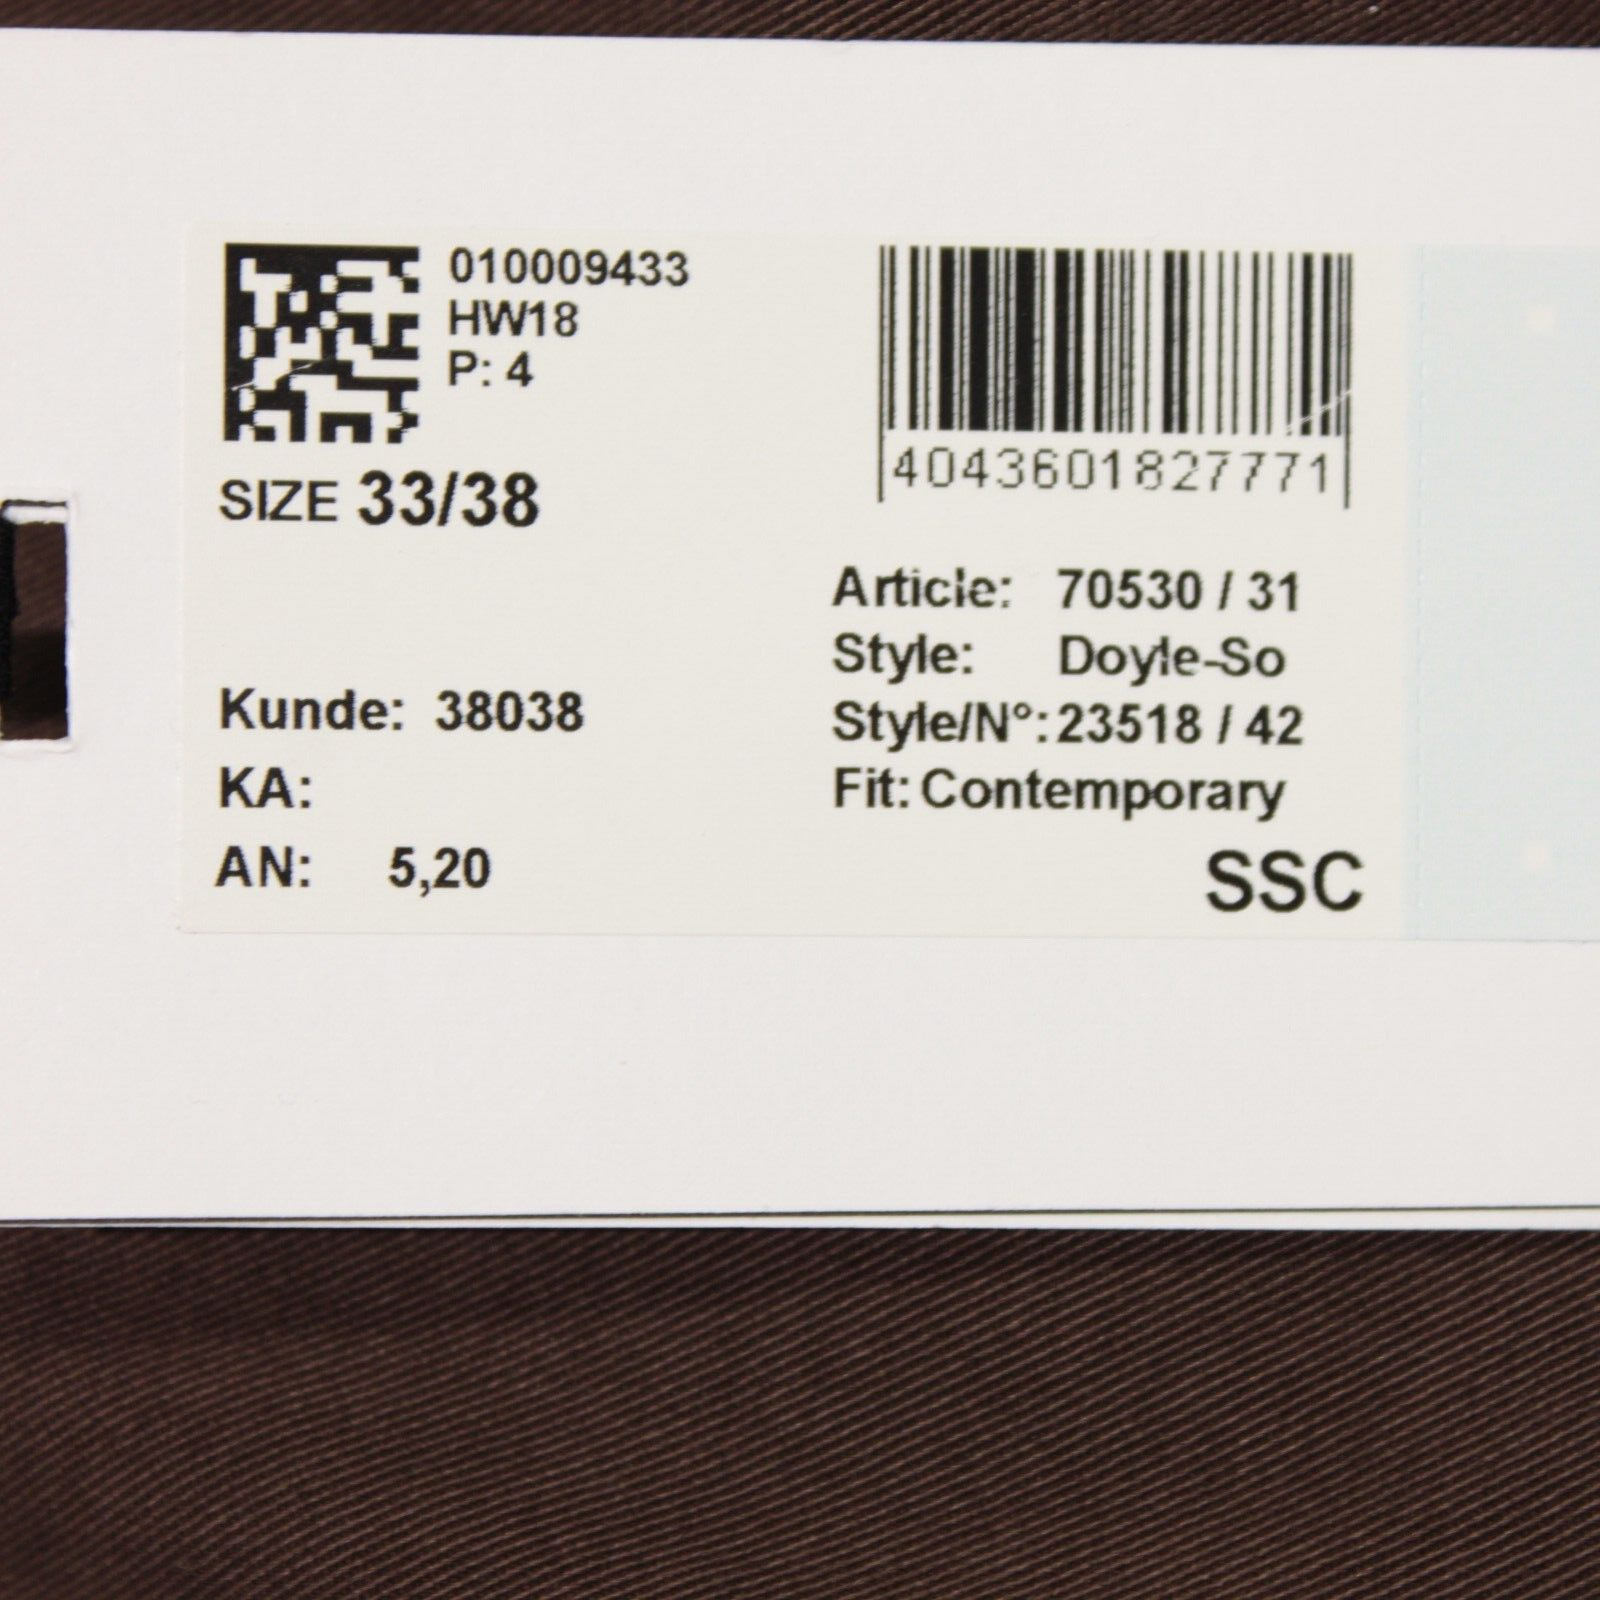 010009433
HW18
P: 4
SIZE 33/38
Kunde: 38038
KA:
AN: 5,20
4043601827771
Article: 70530 / 31
Style: Doyle-So
Style/N°: 23518 / 42
Fit: Contemporary
SSC